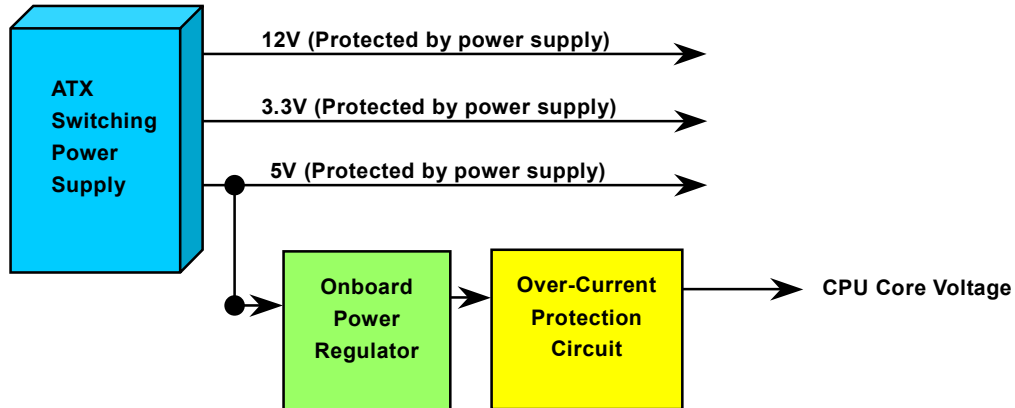 12V (Protected by power supply)
ATX
Switching
Power
Supply
3.3V (Protected by power supply)
5V (Protected by power supply)
Onboard
Power
Regulator
Over-Current
Protection
Circuit
CPU Core Voltage